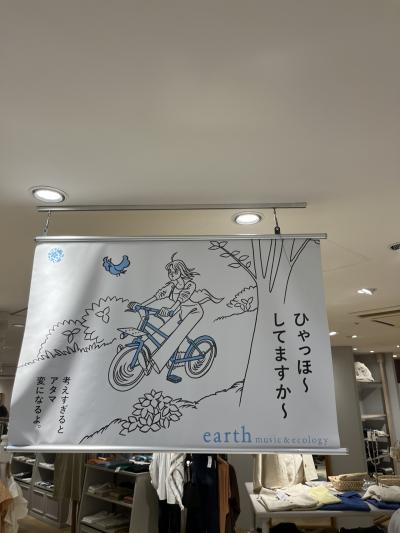 ひゃっほ〜
してますか〜
考えすぎると
アタマ
変になるよ。
earth music & ecology